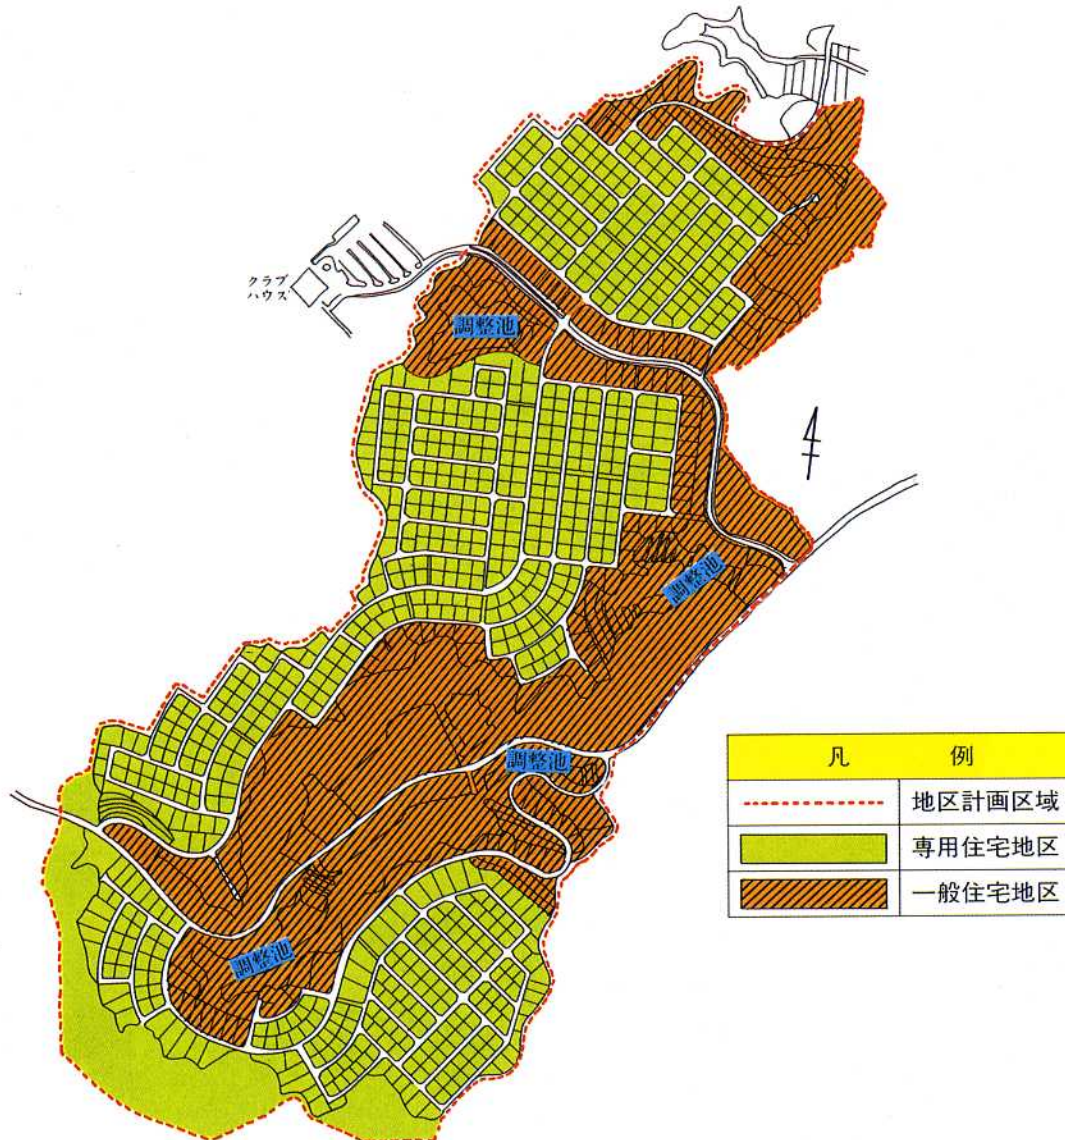 クラブ
ハウス
調整池
調整池
調整池
調整池
凡 例
地区計画区域
専用住宅地区
一般住宅地区